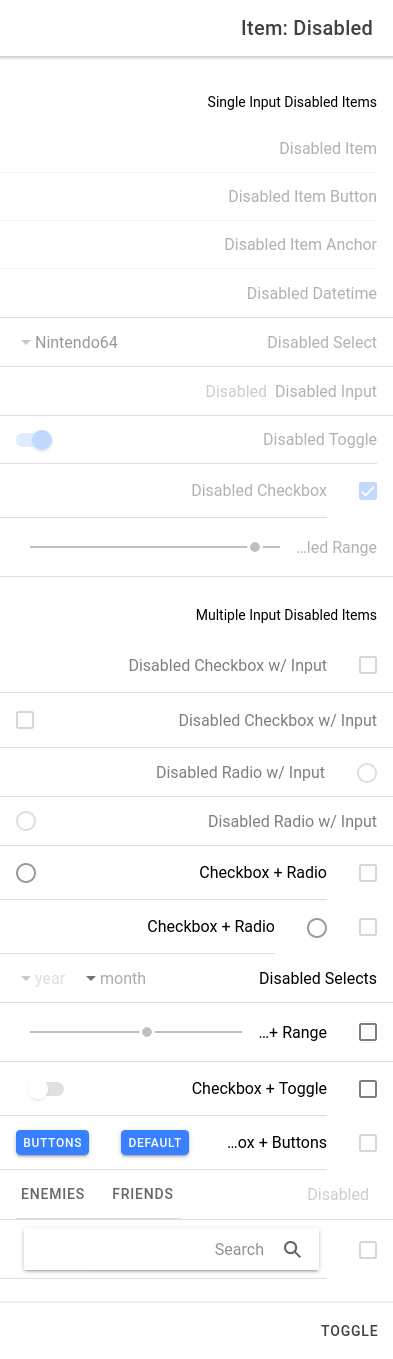 Item: Disabled
Single Input Disabled Items
Disabled Item
Disabled Item Button
Disabled Item Anchor
Disabled Datetime
Disabled Select Nintendo64
Disabled Input Disabled
Disabled Toggle
Disabled Checkbox
...led Range
Multiple Input Disabled Items
Disabled Checkbox w/ Input
Disabled Checkbox w/ Input
Disabled Radio w/ Input
Disabled Radio w/ Input
Checkbox + Radio
Checkbox + Radio
Disabled Selects month year
...+ Range
Checkbox + Toggle
...ox + Buttons DEFAULT BUTTONS
Disabled FRIENDS ENEMIES
Search
TOGGLE